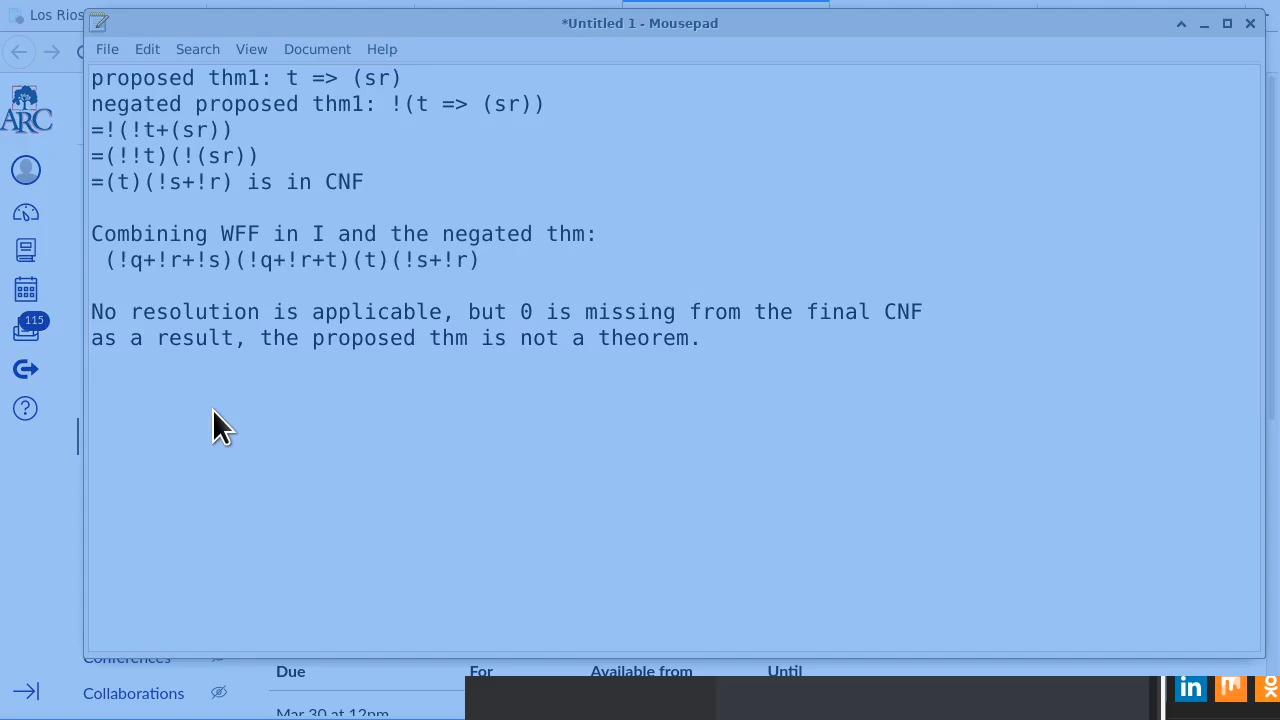 Los Rios
*Untitled 1 - Mousepad
File Edit Search View Document Help
proposed thm1: t => (sr)
negated proposed thm1: !(t => (sr))
=!(!t+(sr))
=(!!t)(!(sr))
=(t)(!s+!r) is in CNF
Combining WFF in I and the negated thm:
(!q+!r+!s)(!q+!r+t)(t)(!s+!r)
No resolution is applicable, but 0 is missing from the final CNF
as a result, the proposed thm is not a theorem.
ARC
115
Conferences
Collaborations
Due For Available from Until
Mar 30 at 12pm
in